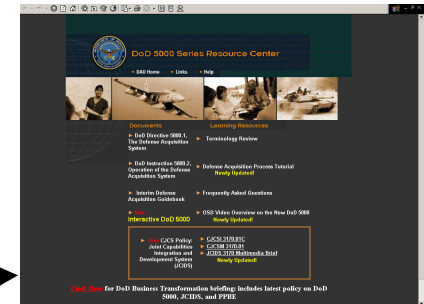 DoD 5000 Series Resource Center
DAU Home • Links • Help
Documents
Learning Resources
► DoD Directive 5000.1,
The Defense Acquisition
System
► Terminology Review
► DoD Instruction 5000.2,
Operation of the Defense
Acquisition System
► Defense Acquisition Process Tutorial
Newly Updated!
► Interim Defense
Acquisition Guidebook
► Frequently Asked Questions
► New
Interactive DoD 5000
► OSD Video Overview on the New DoD 5000
Newly Updated!
► New CJCS Policy:
Joint Capabilities
Integration and
Development System
(JCIDS)
► CJCSI 3170.01C
► CJCSM 3170.01
► JCIDS 3170 Multimedia Brief
Newly Updated!
Click Here for DoD Business Transformation briefing: includes latest policy on DoD
5000, JCIDS, and PPBE